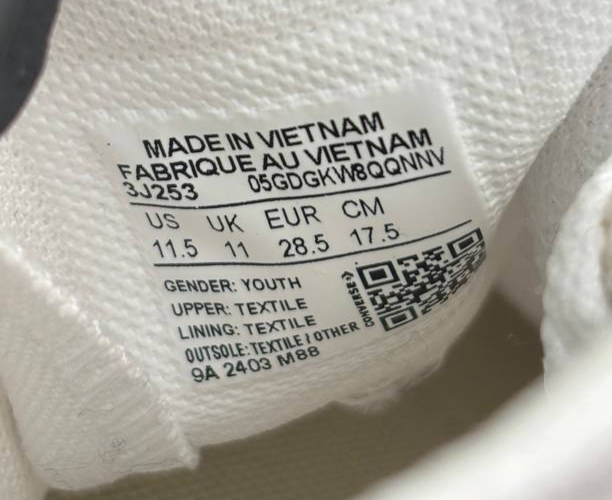 MADE IN VIETNAM
FABRIQUE AU VIETNAM
3J253 05GDGKW8QQNNV
US UK EUR CM
11.5 11 28.5 17.5
GENDER: YOUTH
UPPER: TEXTILE
LINING: TEXTILE
OUTSOLE: TEXTILE / OTHER
9A 2403 M88
CONVERSE